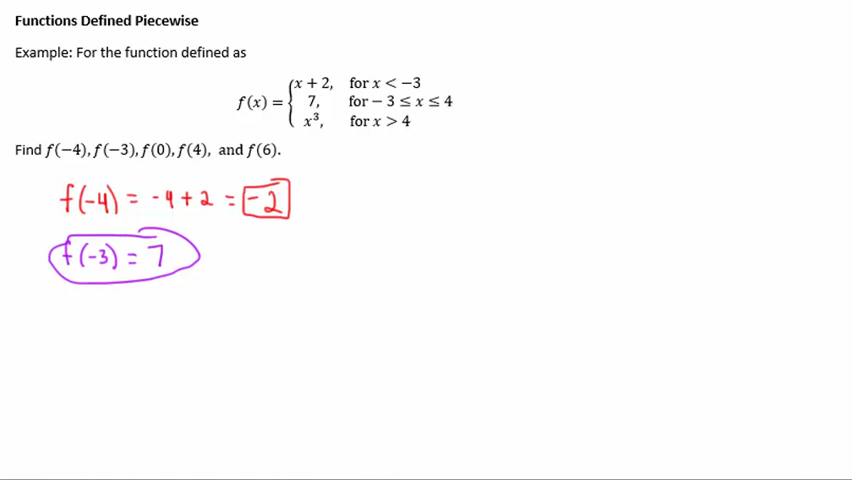 Functions Defined Piecewise
Example: For the function defined as
x + 2, for x < −3
f(x) = { 7, for − 3 ≤ x ≤ 4
x³, for x > 4
Find f(−4), f(−3), f(0), f(4), and f(6).
f(-4) = -4 + 2 = -2
f(-3) = 7